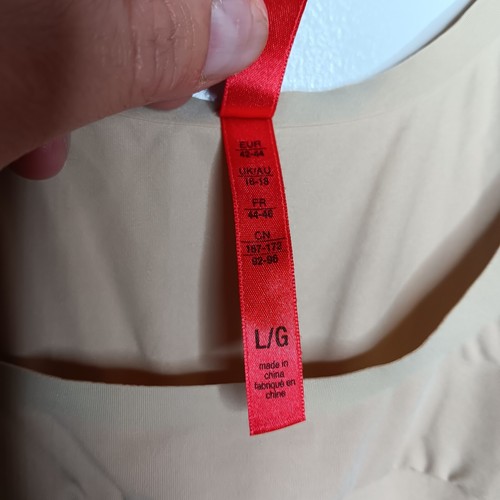 EUR
42-44
UK/AU
16-18
FR
44-46
CN
167-172
92-96
L/G
made in
china
fabriqué en
chine